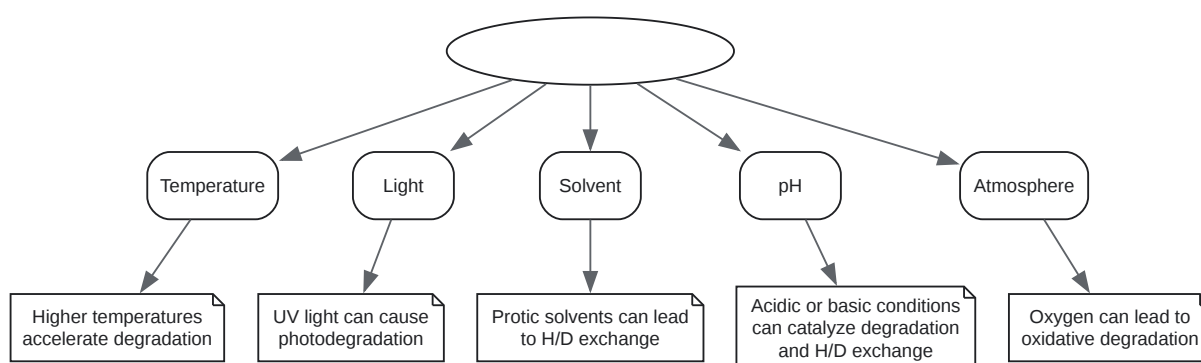 Temperature
Light
Solvent
pH
Atmosphere
Higher temperatures
accelerate degradation
UV light can cause
photodegradation
Protic solvents can lead
to H/D exchange
Acidic or basic conditions
can catalyze degradation
and H/D exchange
Oxygen can lead to
oxidative degradation